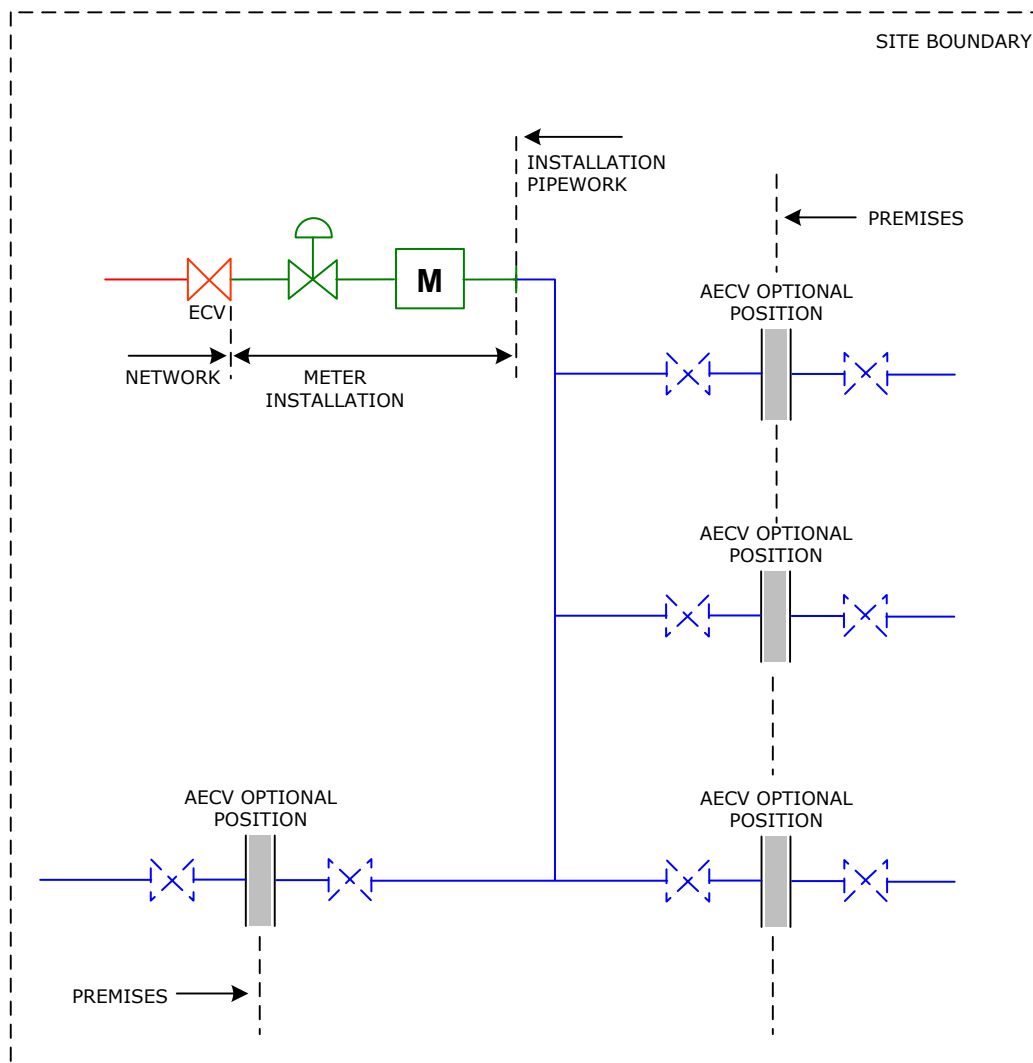 SITE BOUNDARY
INSTALLATION
PIPEWORK
PREMISES
M
AECV OPTIONAL
POSITION
ECV
NETWORK
METER
INSTALLATION
AECV OPTIONAL
POSITION
AECV OPTIONAL
POSITION
AECV OPTIONAL
POSITION
PREMISES